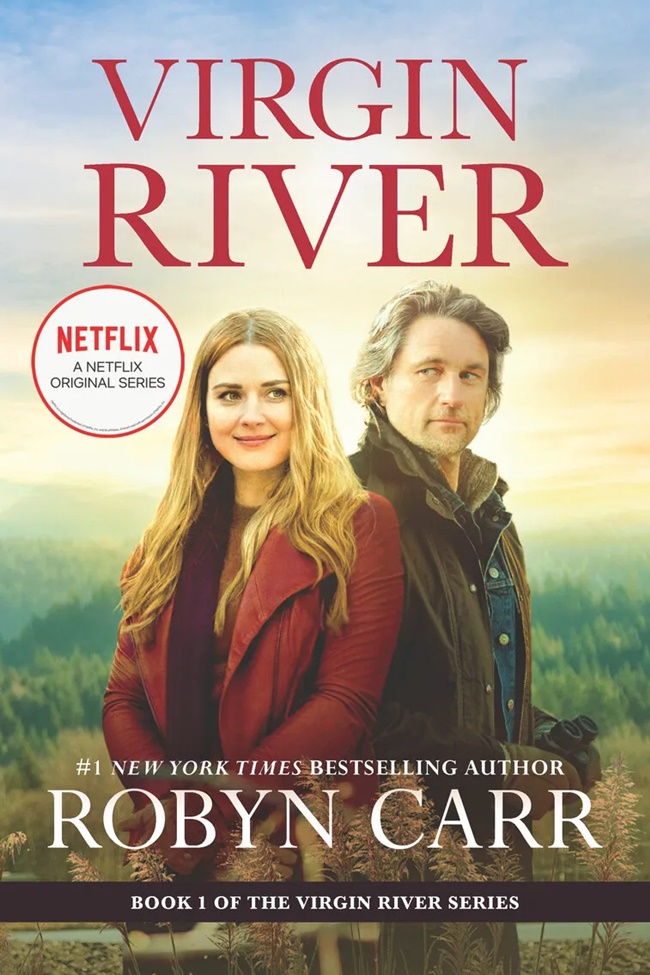 VIRGIN
RIVER
NETFLIX
A NETFLIX
ORIGINAL SERIES
#1 NEW YORK TIMES BESTSELLING AUTHOR
ROBYN CARR
BOOK 1 OF THE VIRGIN RIVER SERIES